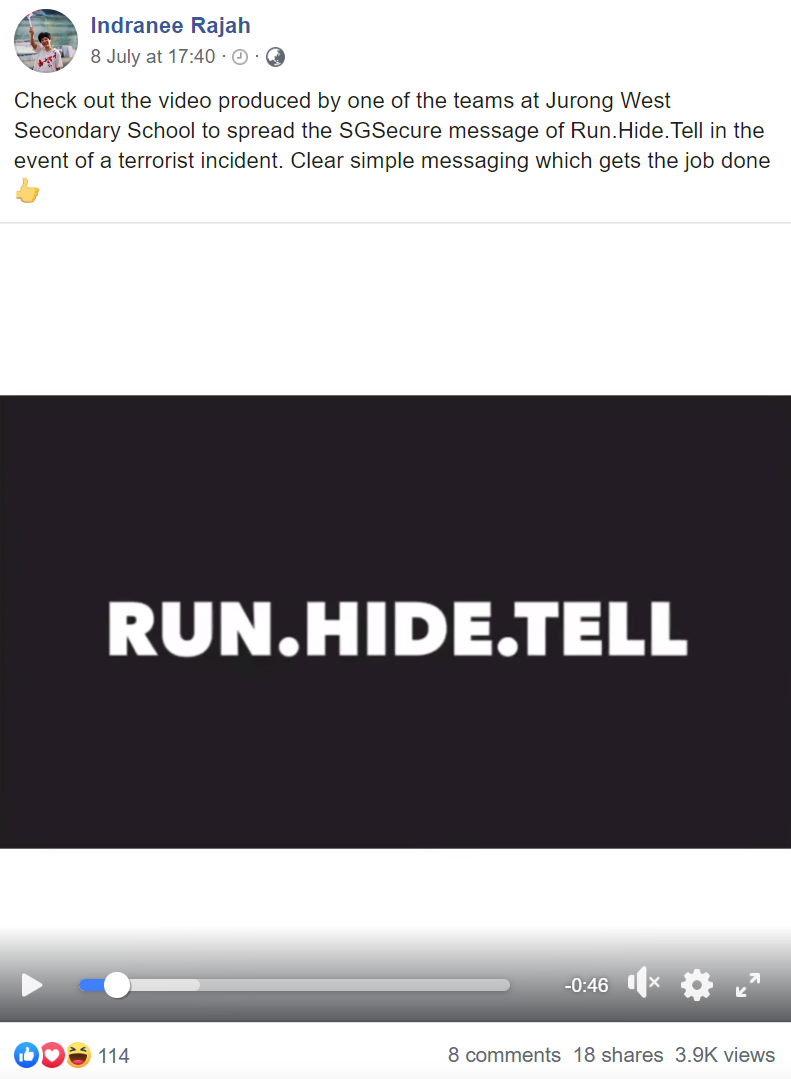 Indranee Rajah
8 July at 17:40 · ·
Check out the video produced by one of the teams at Jurong West
Secondary School to spread the SGSecure message of Run.Hide.Tell in the
event of a terrorist incident. Clear simple messaging which gets the job done
👍
RUN.HIDE.TELL
-0:46
114 8 comments 18 shares 3.9K views